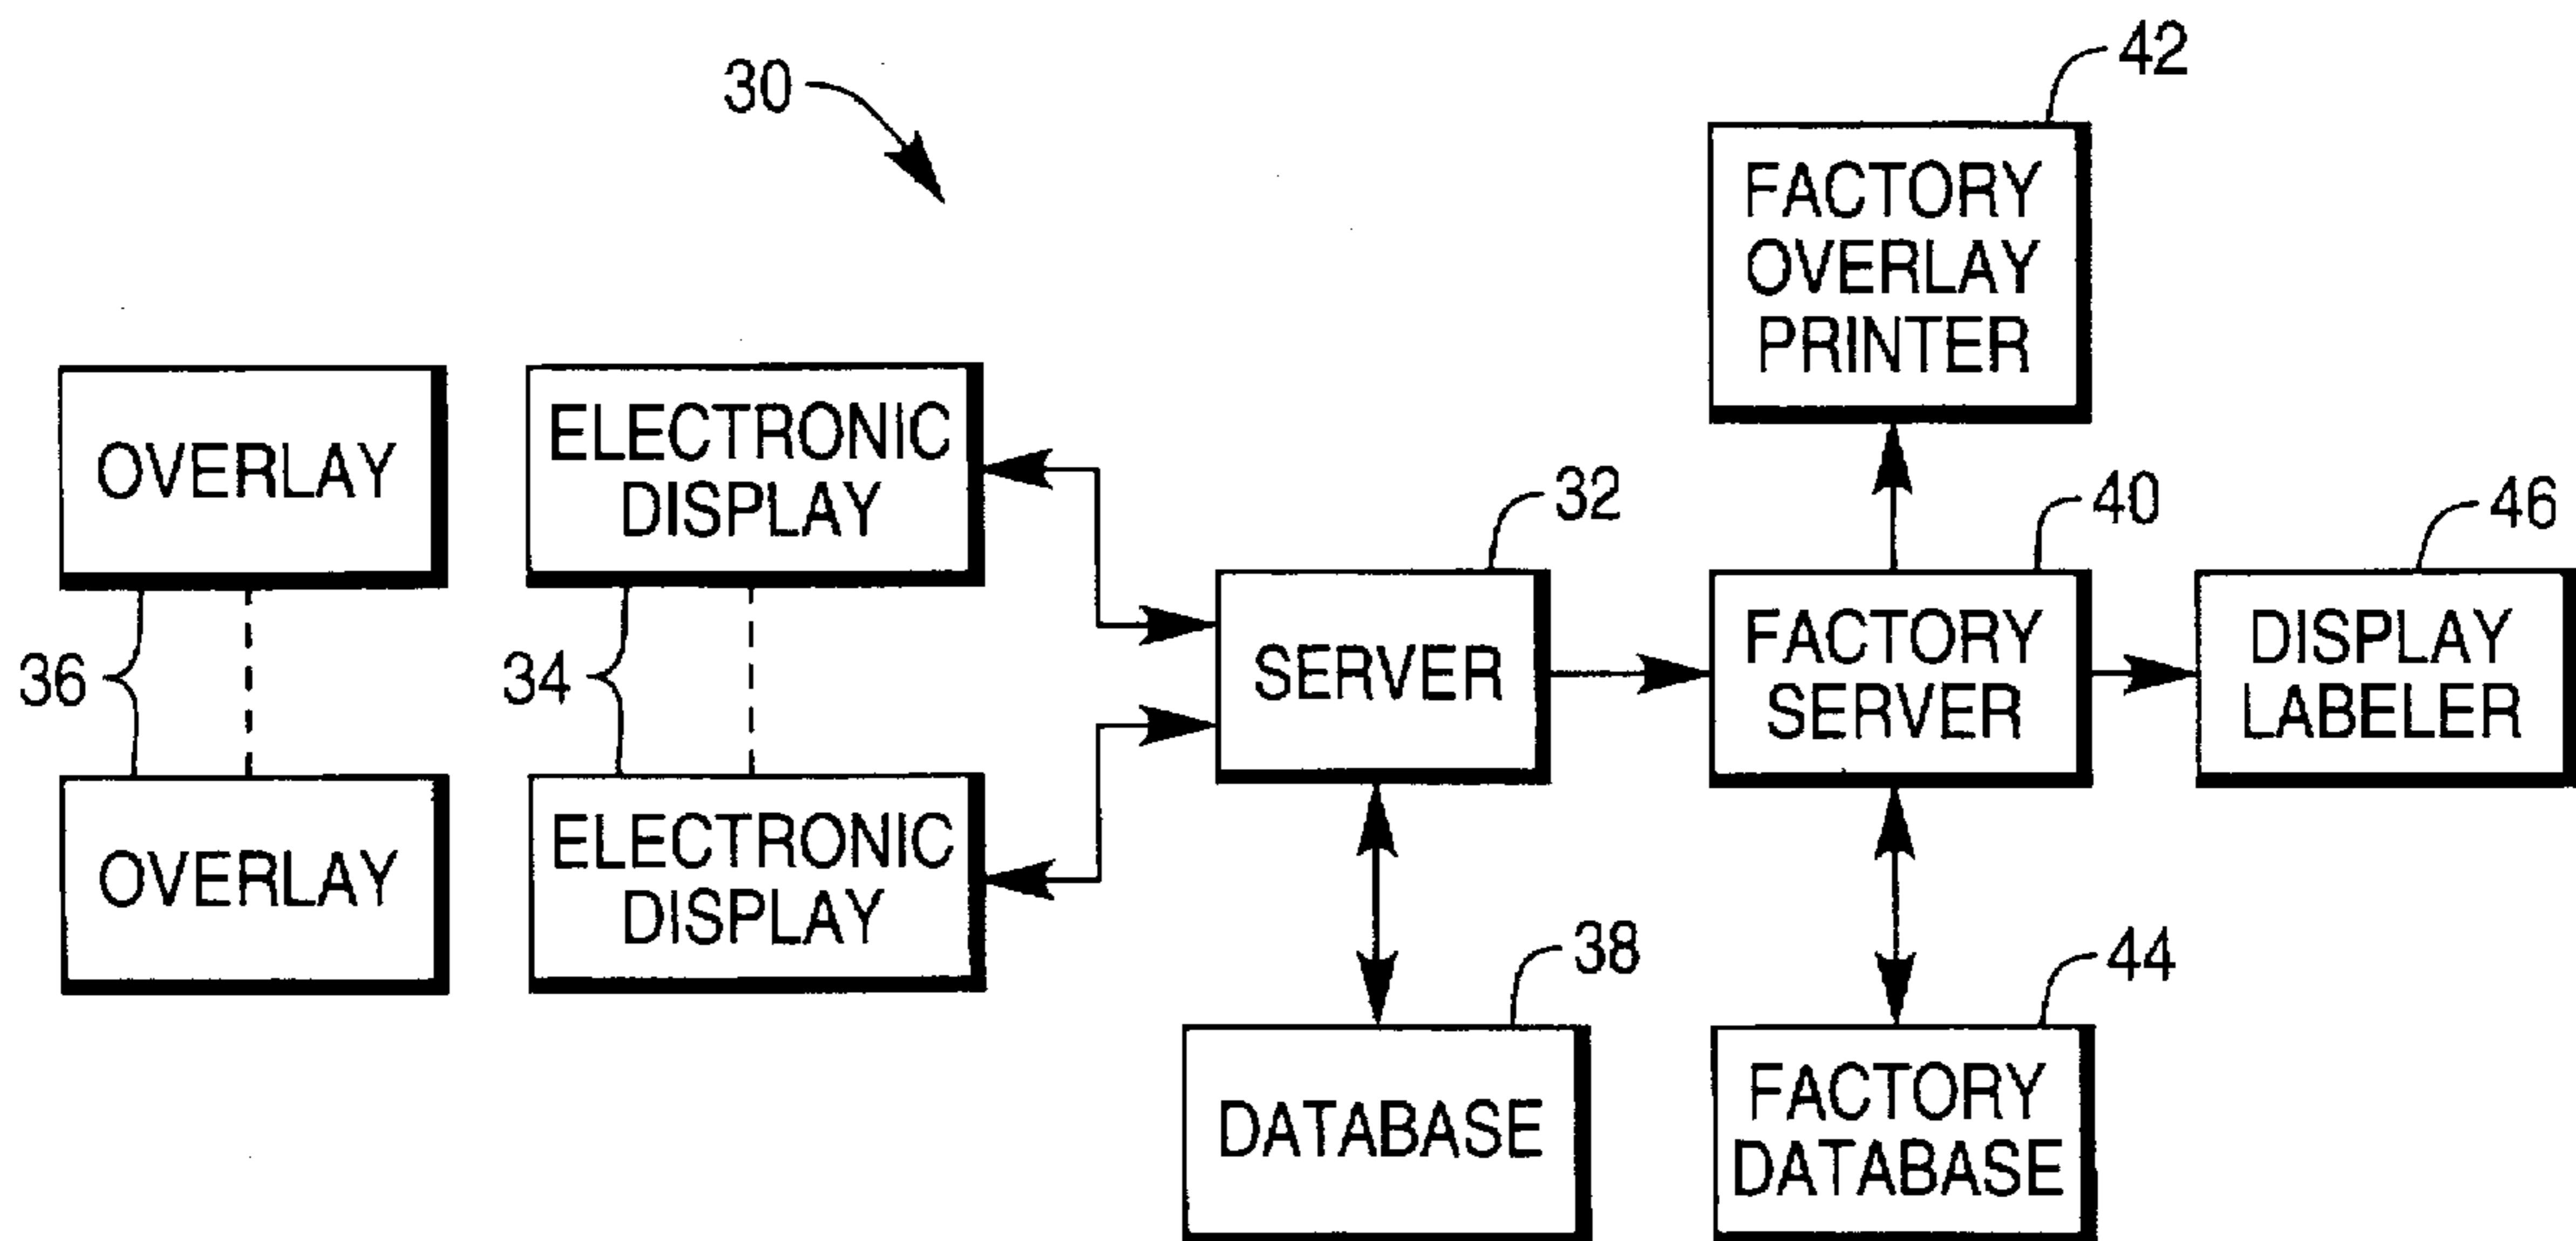 30
42
FACTORY
OVERLAY
PRINTER
OVERLAY
ELECTRONIC
DISPLAY
32
40
46
36
34
SERVER
FACTORY
SERVER
DISPLAY
LABELER
OVERLAY
ELECTRONIC
DISPLAY
38
44
DATABASE
FACTORY
DATABASE